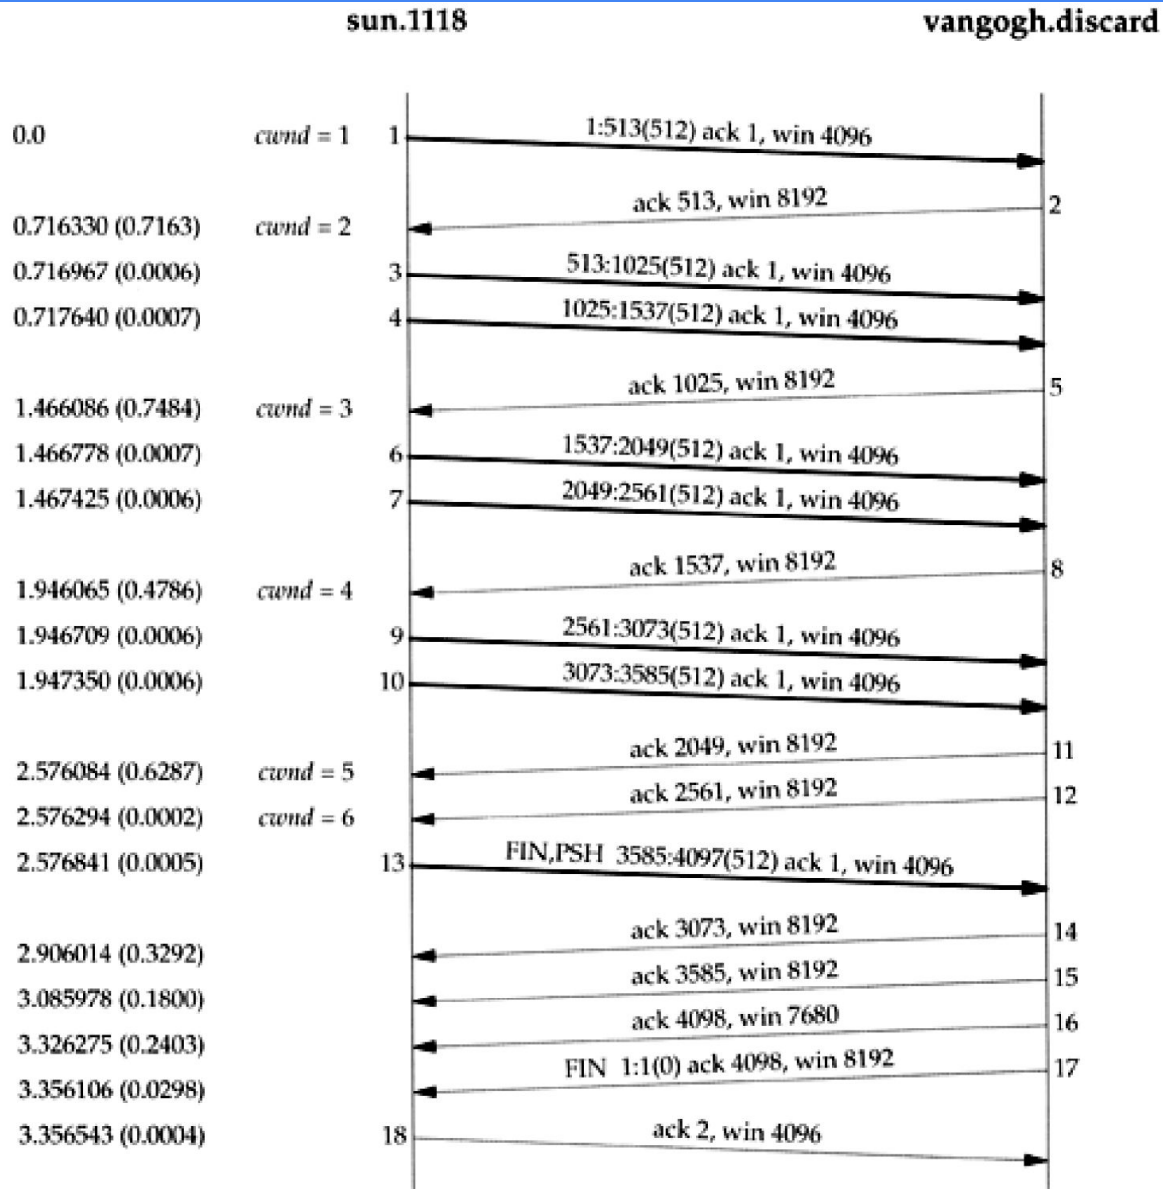 sun.1118 vangogh.discard
0.0 cwnd = 1 1 1:513(512) ack 1, win 4096
ack 513, win 8192 2
0.716330 (0.7163) cwnd = 2
0.716967 (0.0006) 3 513:1025(512) ack 1, win 4096
0.717640 (0.0007) 4 1025:1537(512) ack 1, win 4096
ack 1025, win 8192 5
1.466086 (0.7484) cwnd = 3
1.466778 (0.0007) 6 1537:2049(512) ack 1, win 4096
1.467425 (0.0006) 7 2049:2561(512) ack 1, win 4096
ack 1537, win 8192 8
1.946065 (0.4786) cwnd = 4
1.946709 (0.0006) 9 2561:3073(512) ack 1, win 4096
1.947350 (0.0006) 10 3073:3585(512) ack 1, win 4096
ack 2049, win 8192 11
2.576084 (0.6287) cwnd = 5
ack 2561, win 8192 12
2.576294 (0.0002) cwnd = 6
2.576841 (0.0005) 13 FIN,PSH 3585:4097(512) ack 1, win 4096
ack 3073, win 8192 14
2.906014 (0.3292)
ack 3585, win 8192 15
3.085978 (0.1800)
ack 4098, win 7680 16
3.326275 (0.2403)
FIN 1:1(0) ack 4098, win 8192 17
3.356106 (0.0298)
3.356543 (0.0004) 18 ack 2, win 4096